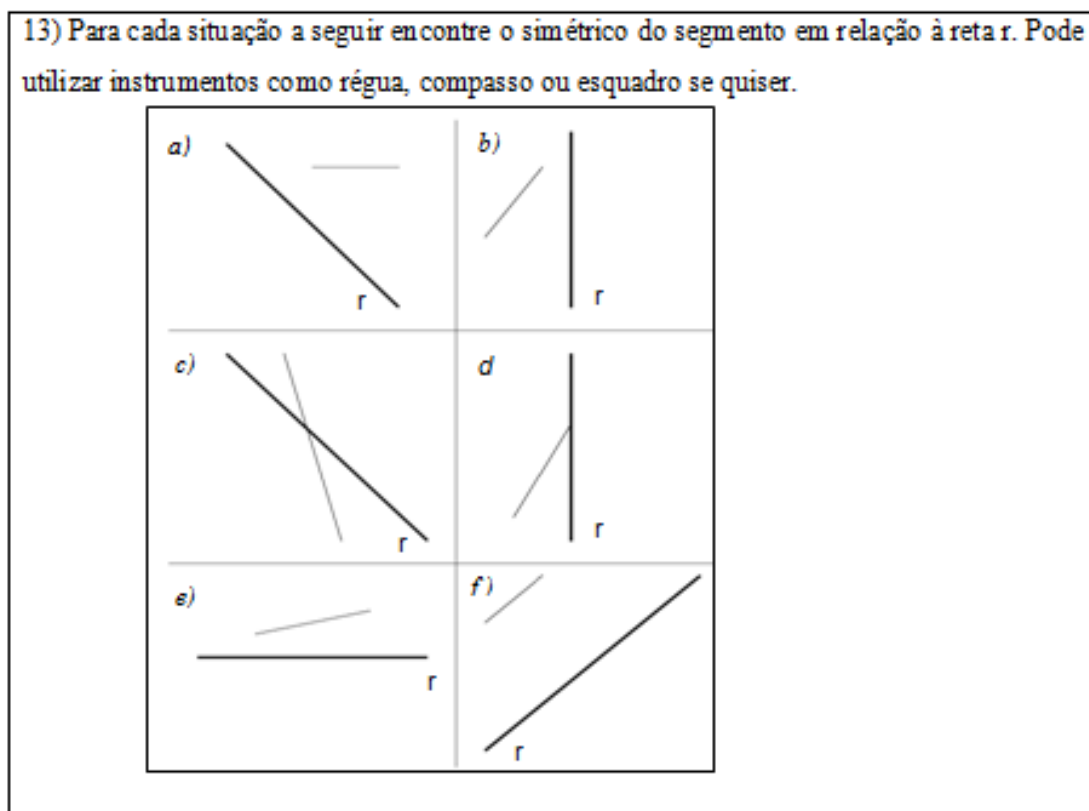 13) Para cada situação a seguir encontre o simétrico do segmento em relação à reta r. Pode
utilizar instrumentos como régua, compasso ou esquadro se quiser.
a)
r
b)
r
c)
r
d
r
e)
r
f)
r